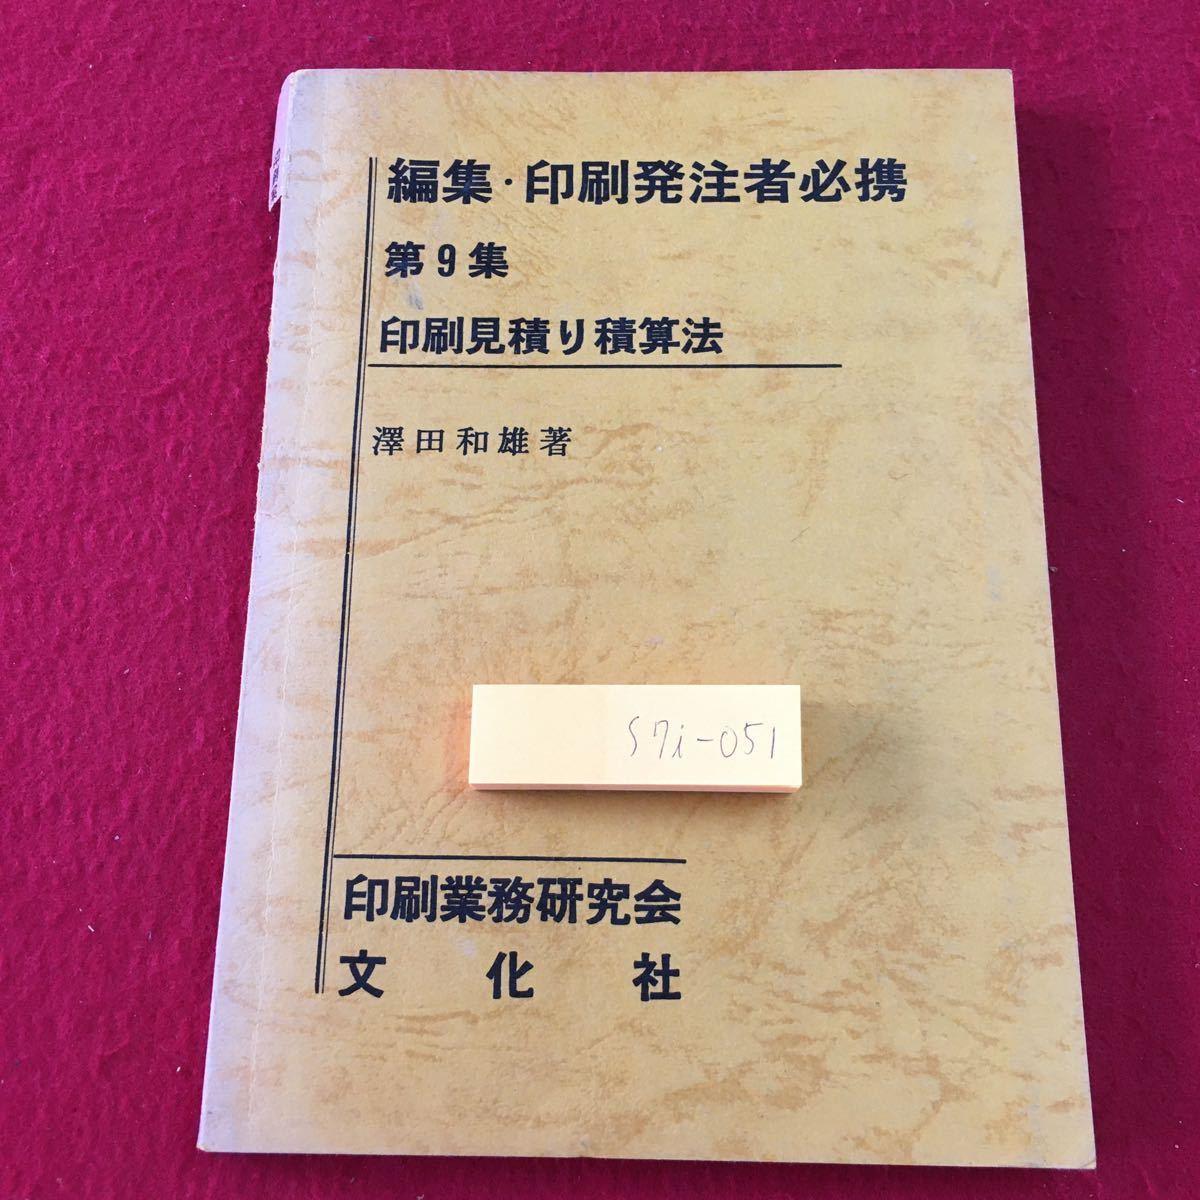 編集・印刷発注者必携
第9集
印刷見積り積算法
澤田和雄著
S7i-051
印刷業務研究会
文化社